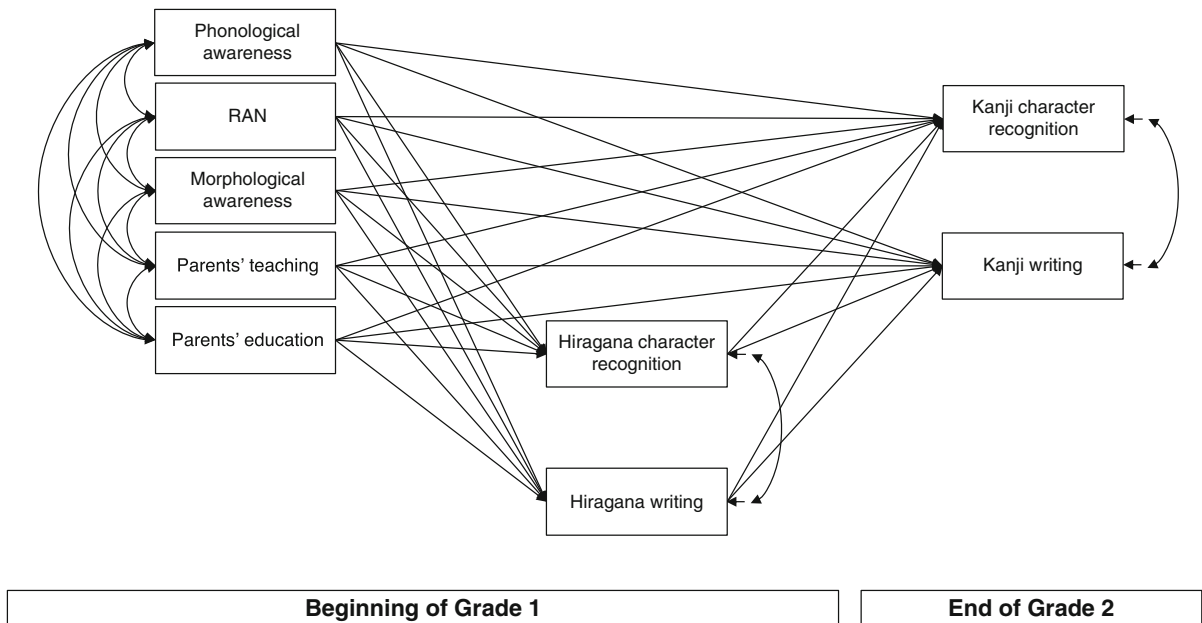 Phonological
awareness
RAN
Morphological
awareness
Parents’ teaching
Parents’ education
Hiragana character
recognition
Hiragana writing
Kanji character
recognition
Kanji writing
Beginning of Grade 1
End of Grade 2